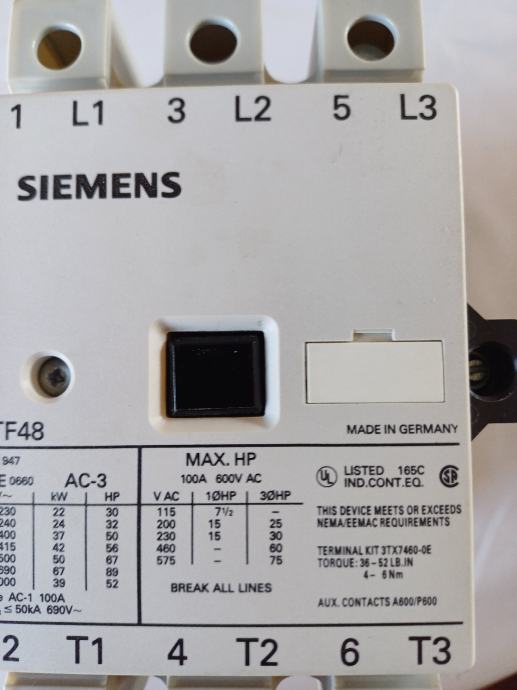 1 L1 3 L2 5 L3
SIEMENS
TF48
MADE IN GERMANY
947
E 0660 AC-3
V~ kW HP
230 22 30
240 24 32
400 37 50
415 42 56
500 50 67
690 67 89
000 39 52
AC-1 100A
≤ 50kA 690V~
MAX. HP
100A 600V AC
V AC 1ØHP 3ØHP
115 7½ –
200 15 25
230 15 30
460 – 60
575 – 75
BREAK ALL LINES
UL LISTED 165C
IND.CONT.EQ.
THIS DEVICE MEETS OR EXCEEDS
NEMA/EEMAC REQUIREMENTS
TERMINAL KIT 3TX7460-0E
TORQUE: 36 – 52 LB.IN
4 – 6 Nm
AUX. CONTACTS A600/P600
2 T1 4 T2 6 T3